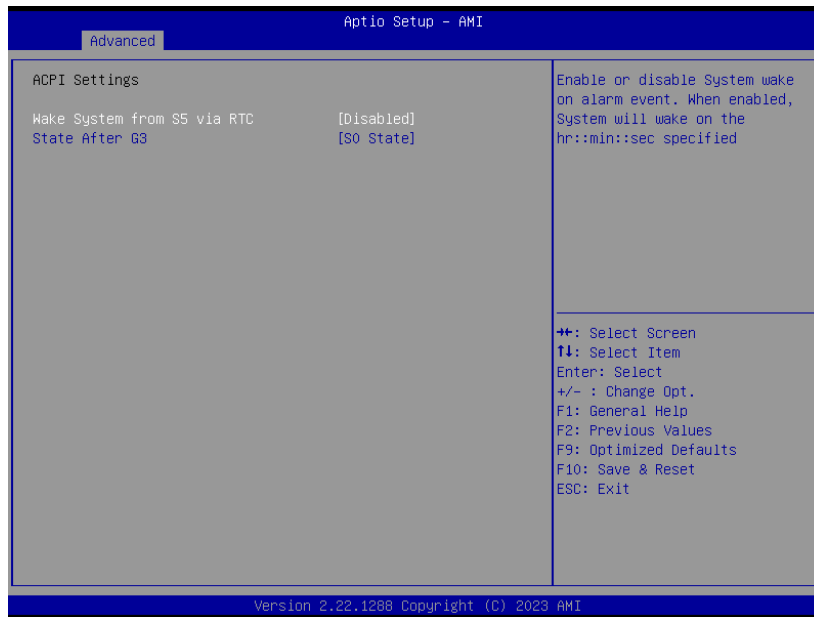 Aptio Setup - AMI
Advanced
ACPI Settings
Wake System from S5 via RTC [Disabled]
State After G3 [S0 State]
Enable or disable System wake
on alarm event. When enabled,
System will wake on the
hr::min::sec specified
→←: Select Screen
↑↓: Select Item
Enter: Select
+/- : Change Opt.
F1: General Help
F2: Previous Values
F9: Optimized Defaults
F10: Save & Reset
ESC: Exit
Version 2.22.1288 Copyright (C) 2023 AMI